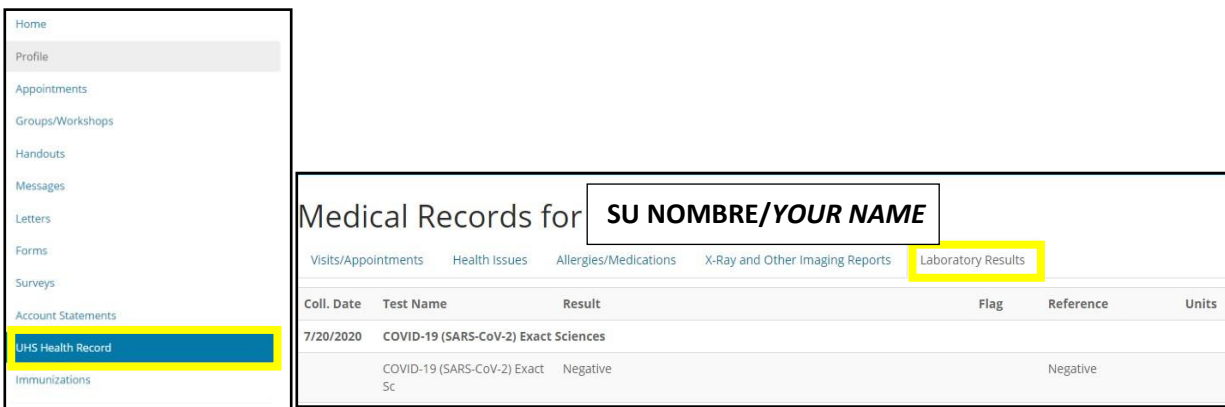 Home
Profile
Appointments
Groups/Workshops
Handouts
Messages
Letters
Forms
Surveys
Account Statements
UHS Health Record
Immunizations
Medical Records for SU NOMBRE/YOUR NAME
Visits/Appointments Health Issues Allergies/Medications X-Ray and Other Imaging Reports Laboratory Results
Coll. Date Test Name Result Flag Reference Units
7/20/2020 COVID-19 (SARS-CoV-2) Exact Sciences
COVID-19 (SARS-CoV-2) Exact Negative Negative
Sc